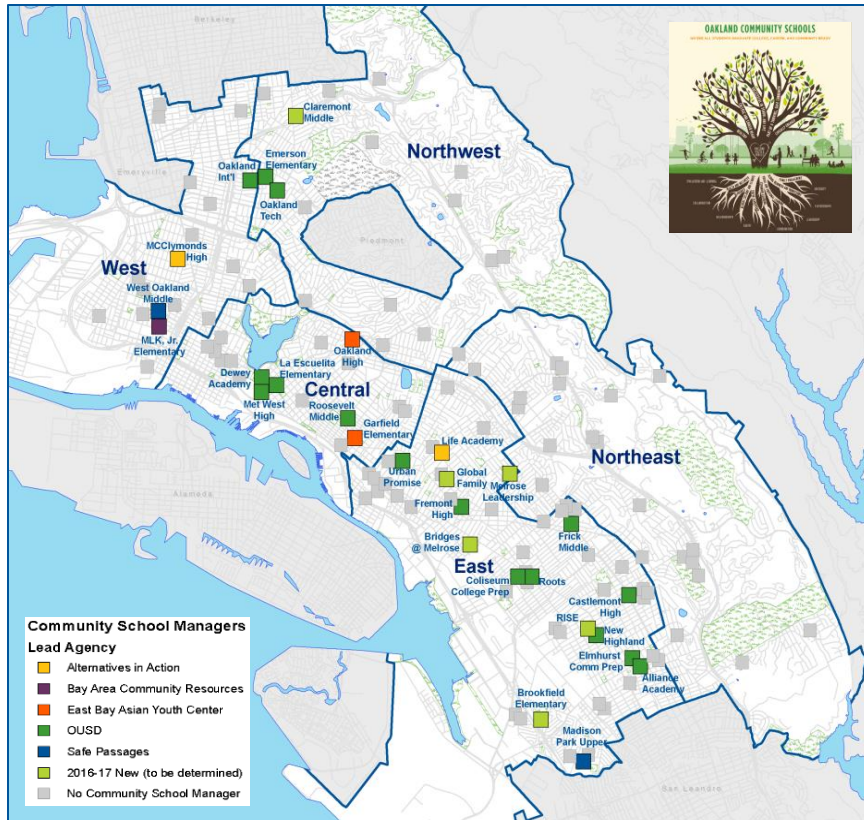 Berkeley
OAKLAND COMMUNITY SCHOOLS
Claremont
Middle
Northwest
Emerson
Elementary
Oakland
Int'l
Oakland
Tech
Emeryville
Piedmont
MCClymonds
High
West
West Oakland
Middle
MLK, Jr.
Elementary
Oakland
High
La Escuelita
Elementary
Dewey
Academy
Central
Met West
High
Roosevelt
Middle
Garfield
Elementary
Life Academy
Northeast
Urban
Promise
Global
Family
Melrose
Leadership
Fremont
High
Alameda
Frick
Middle
Bridges
@ Melrose
East
Coliseum
College Prep
Roots
Castlemont
High
RISE
New
Highland
Elmhurst
Comm Prep
Alliance
Academy
Brookfield
Elementary
Madison
Park Upper
San Leandro
Community School Managers
Lead Agency
Alternatives in Action
Bay Area Community Resources
East Bay Asian Youth Center
OUSD
Safe Passages
2016-17 New (to be determined)
No Community School Manager